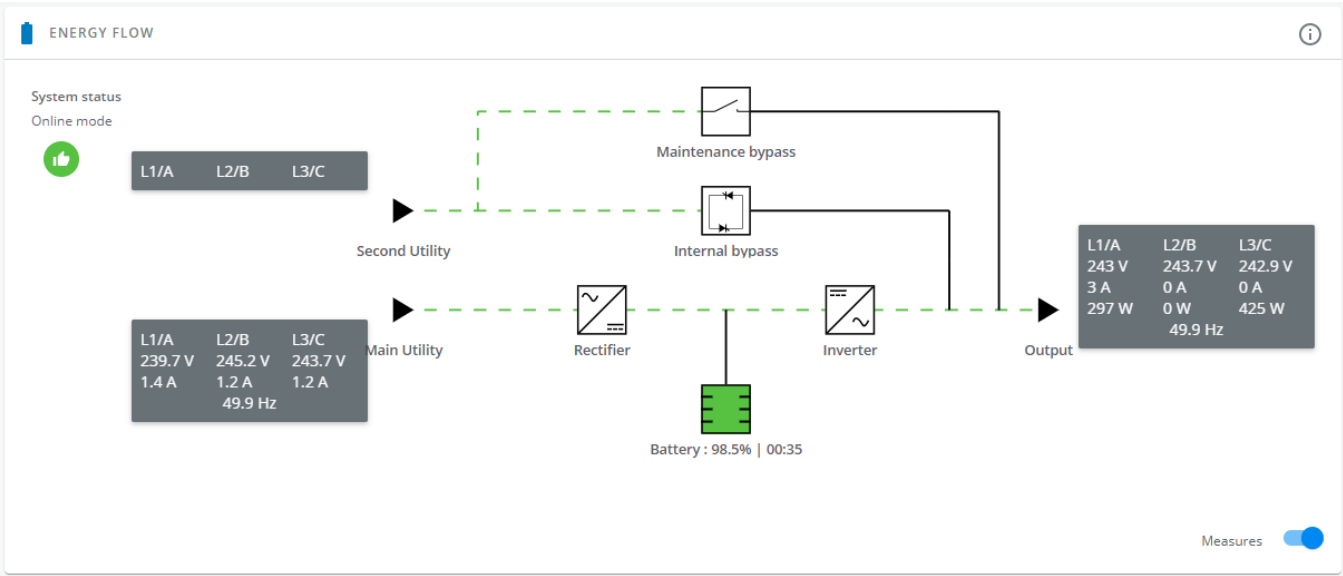 ENERGY FLOW
System status
Online mode
L1/A L2/B L3/C
Maintenance bypass
Second Utility
Internal bypass
L1/A L2/B L3/C
243 V 243.7 V 242.9 V
3 A 0 A 0 A
297 W 0 W 425 W
49.9 Hz
L1/A L2/B L3/C
239.7 V 245.2 V 243.7 V
1.4 A 1.2 A 1.2 A
49.9 Hz
Main Utility
Rectifier
Inverter
Output
Battery : 98.5% | 00:35
Measures